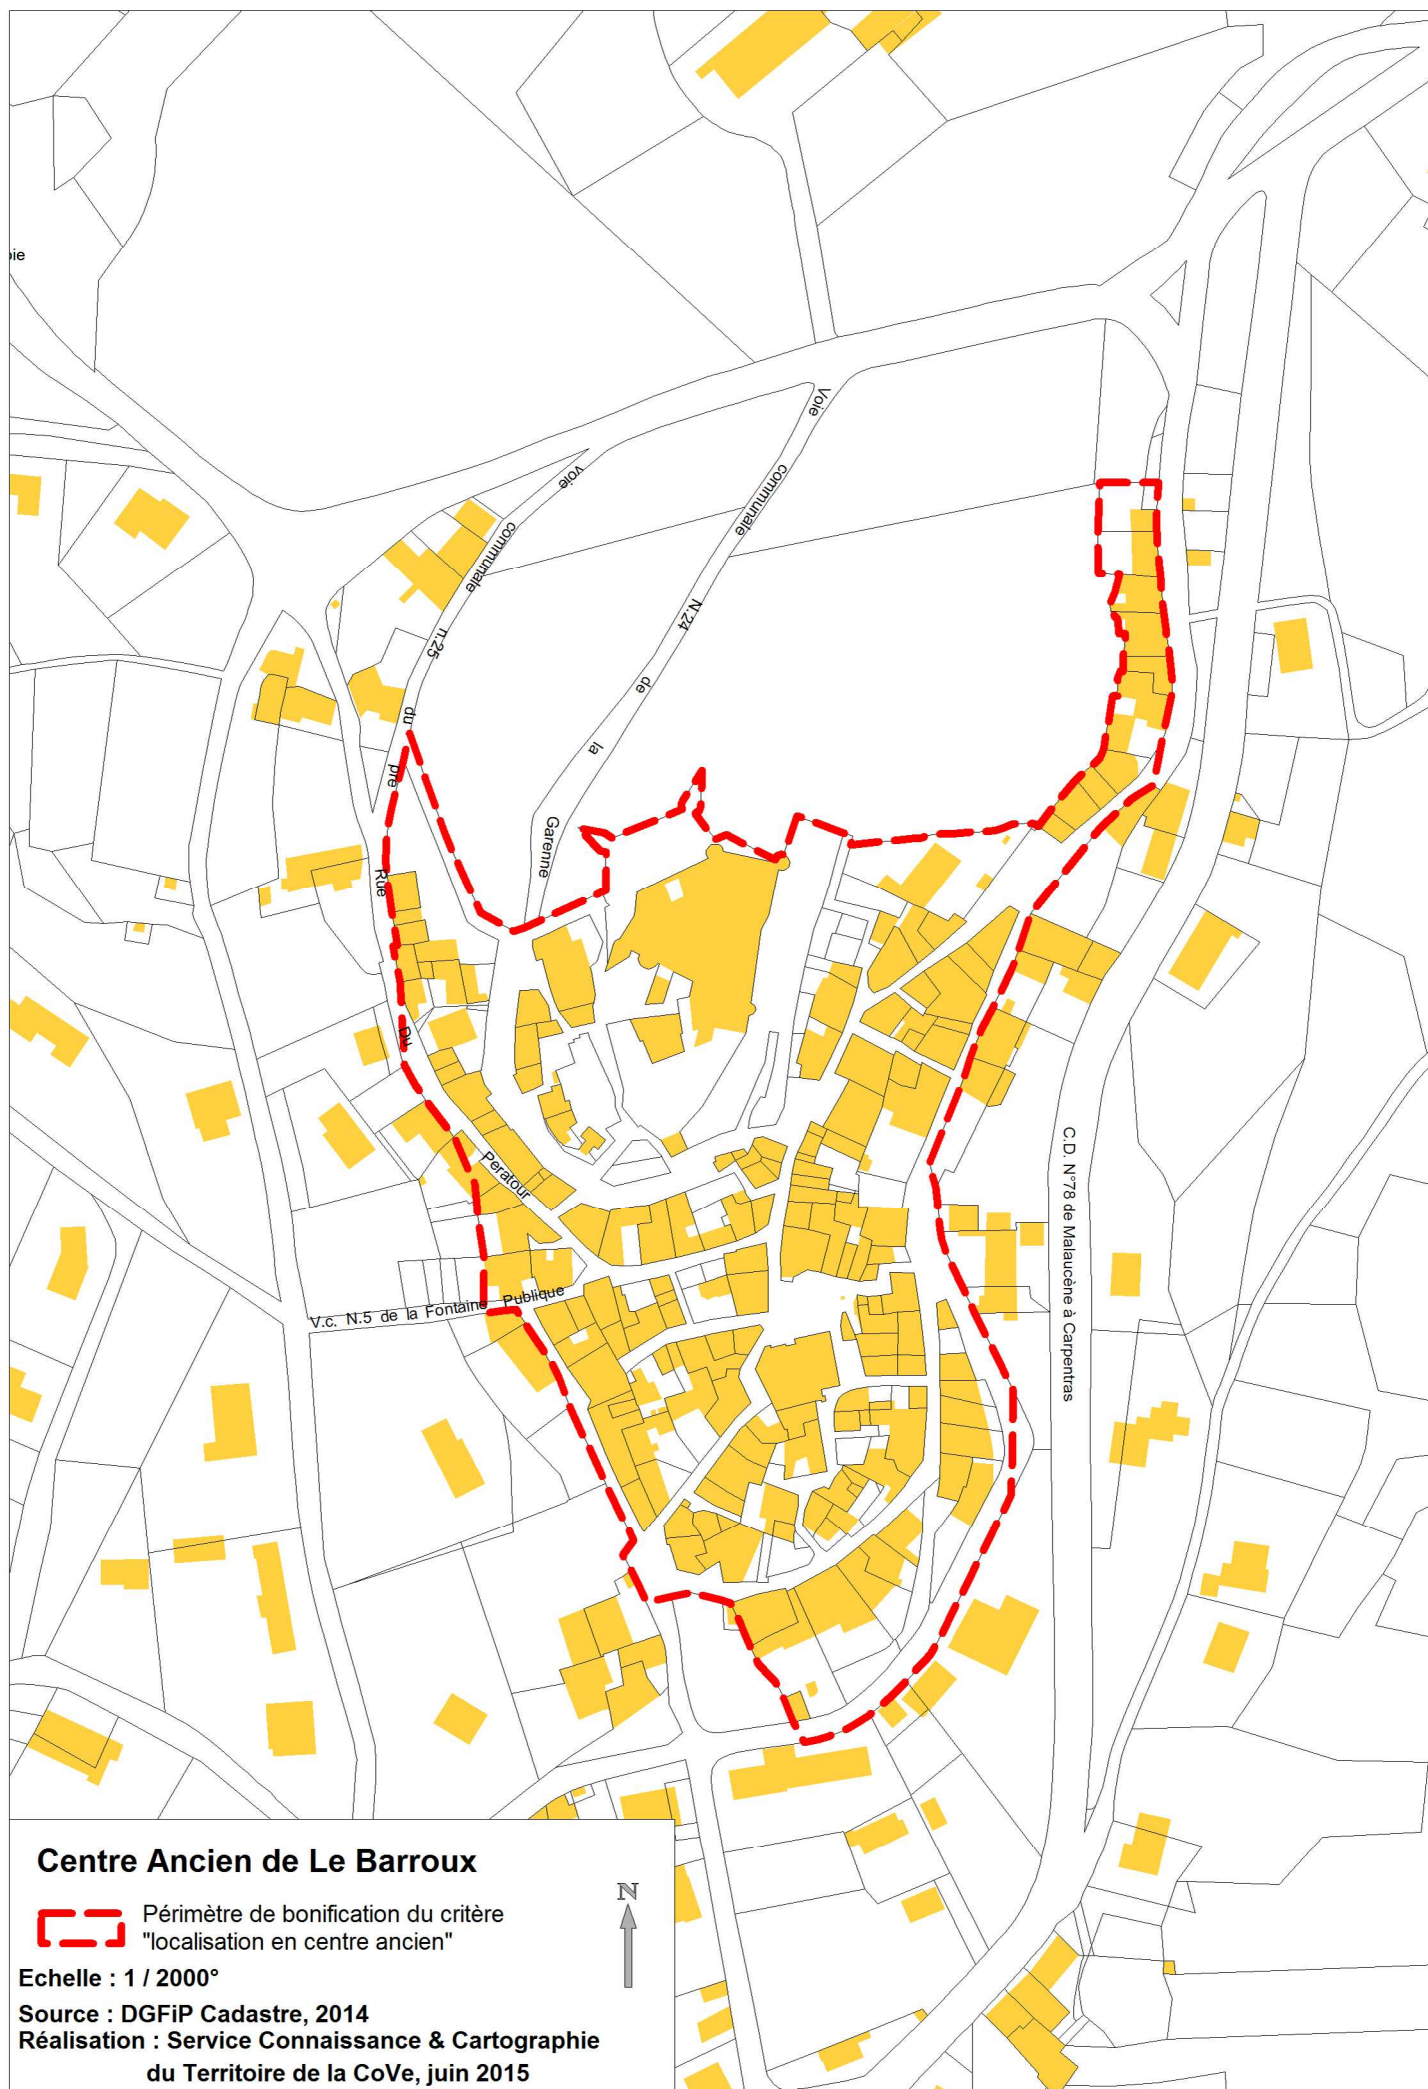 oie
Voie communale N.24 de la Garenne
voie communale n.25 du pre
Rue Du Peratour
V.c. N.5 de la Fontaine Publique
C.D. N°78 de Malaucène à Carpentras
Centre Ancien de Le Barroux
Périmètre de bonification du critère
"localisation en centre ancien"
N
Echelle : 1 / 2000°
Source : DGFiP Cadastre, 2014
Réalisation : Service Connaissance & Cartographie
du Territoire de la CoVe, juin 2015